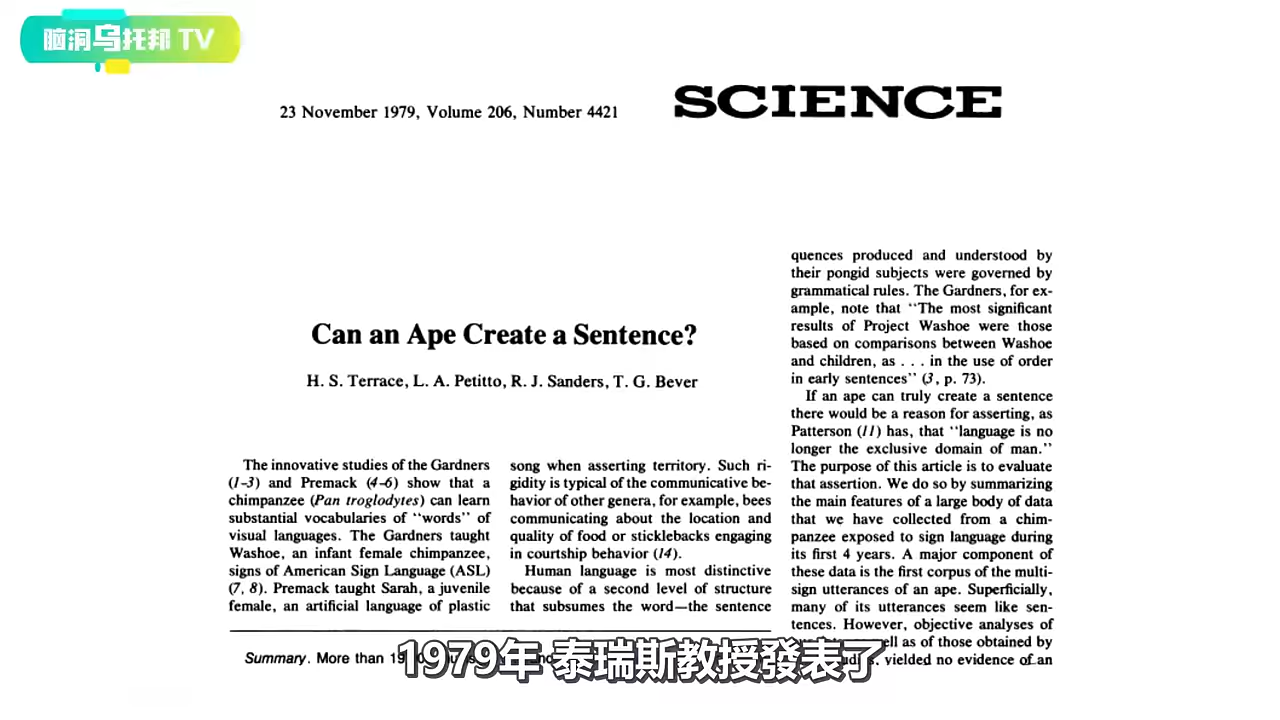 脑洞乌托邦 TV
23 November 1979, Volume 206, Number 4421
SCIENCE
Can an Ape Create a Sentence?
H. S. Terrace, L. A. Petitto, R. J. Sanders, T. G. Bever
The innovative studies of the Gardners
(1-3) and Premack (4-6) show that a
chimpanzee (Pan troglodytes) can learn
substantial vocabularies of "words" of
visual languages. The Gardners taught
Washoe, an infant female chimpanzee,
signs of American Sign Language (ASL)
(7, 8). Premack taught Sarah, a juvenile
female, an artificial language of plastic
song when asserting territory. Such ri-
gidity is typical of the communicative be-
havior of other genera, for example, bees
communicating about the location and
quality of food or sticklebacks engaging
in courtship behavior (14).
Human language is most distinctive
because of a second level of structure
that subsumes the word—the sentence
quences produced and understood by
their pongid subjects were governed by
grammatical rules. The Gardners, for ex-
ample, note that "The most significant
results of Project Washoe were those
based on comparisons between Washoe
and children, as . . . in the use of order
in early sentences" (3, p. 73).
If an ape can truly create a sentence
there would be a reason for asserting, as
Patterson (11) has, that "language is no
longer the exclusive domain of man."
The purpose of this article is to evaluate
that assertion. We do so by summarizing
the main features of a large body of data
that we have collected from a chim-
panzee exposed to sign language during
its first 4 years. A major component of
these data is the first corpus of the multi-
sign utterances of an ape. Superficially,
many of its utterances seem like sen-
tences. However, objective analyses of
as of those obtained by
yielded no evidence of an
Summary. More than
1979年 泰瑞斯教授發表了